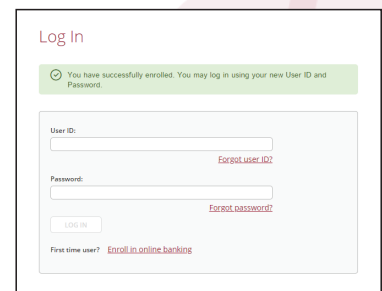 Log In
You have successfully enrolled. You may log in using your new User ID and
Password.
User ID:
Forgot user ID?
Password:
Forgot password?
LOG IN
First time user? Enroll in online banking